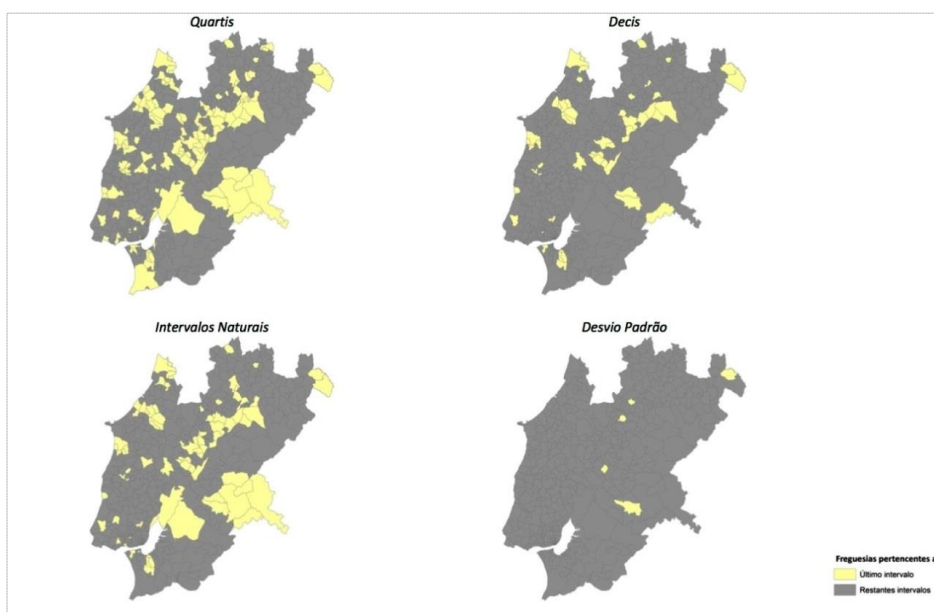 Quartis
Decis
Intervalos Naturais
Desvio Padrão
Freguesias pertencentes a
Último intervalo
Restantes intervalos